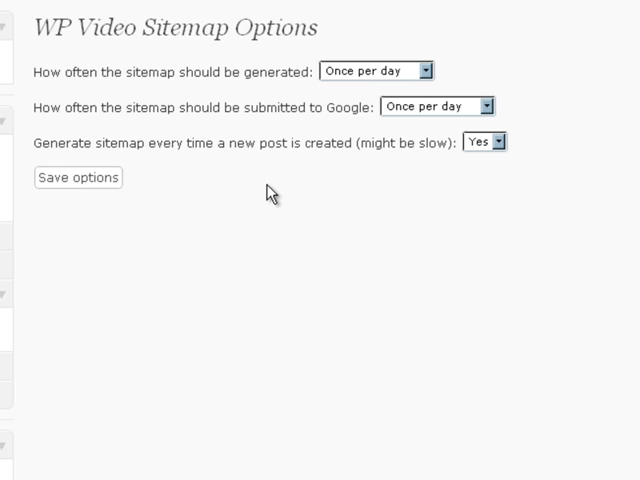 WP Video Sitemap Options
How often the sitemap should be generated: Once per day
How often the sitemap should be submitted to Google: Once per day
Generate sitemap every time a new post is created (might be slow): Yes
Save options